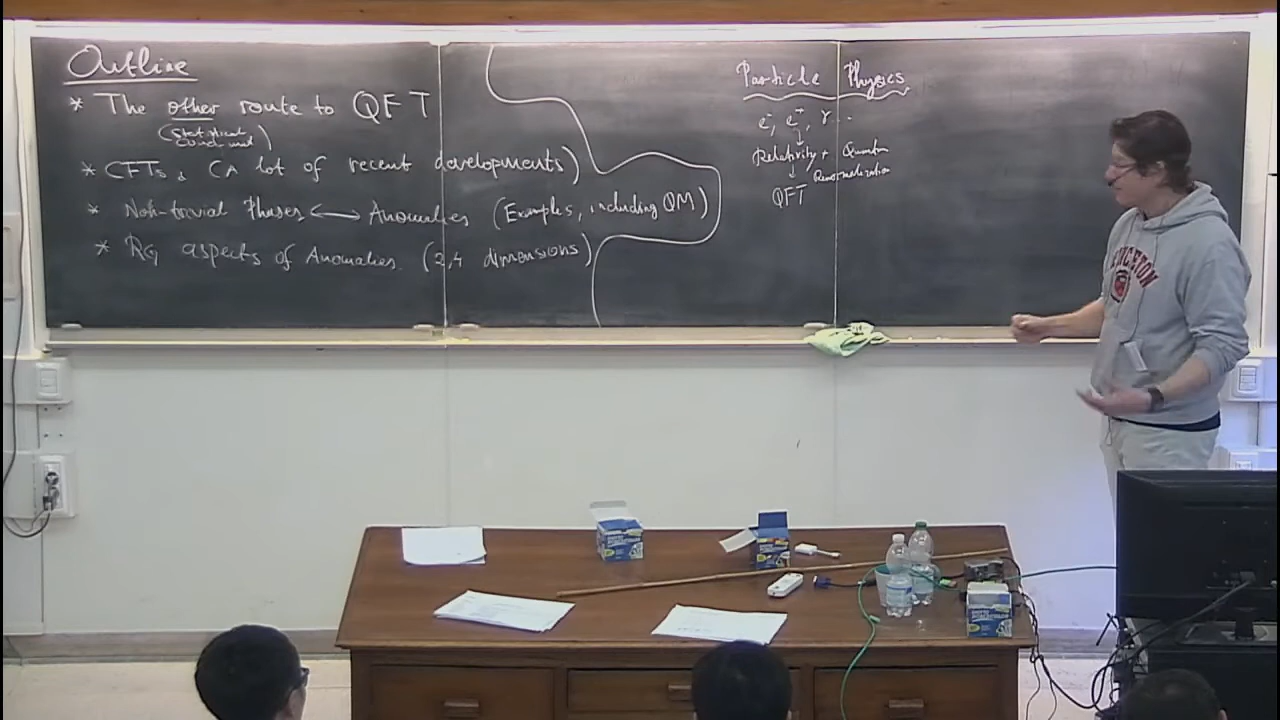 Outline
* The other route to QFT
(Statistical
Cond. mat)
* CFTs, (A lot of recent developments)
* Non-trivial Phases ⟷ Anomalies (Examples, including QM)
* RG aspects of Anomalies. (2,4 dimensions)
Particle Physics
e⁻, e⁺, γ ...
↓
Relativity + Quantum
↓ Renormalization
QFT
PRINCETON